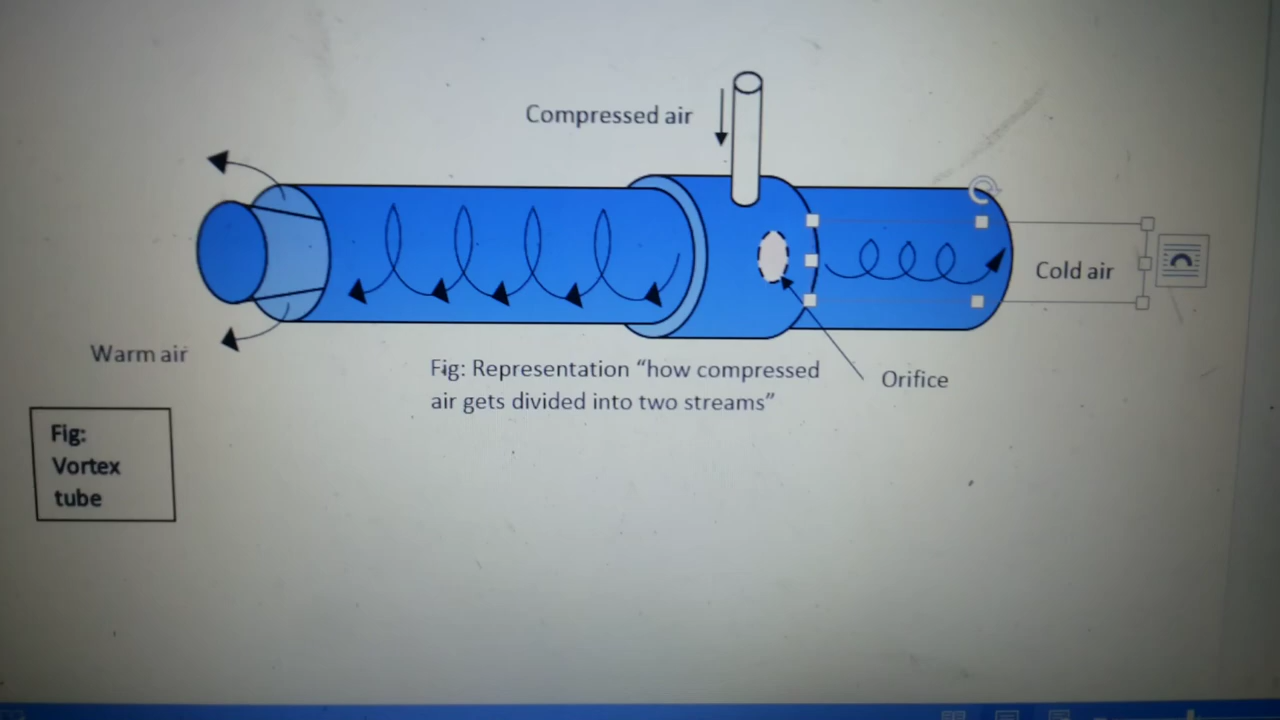 Compressed air
Cold air
Warm air
Fig: Representation “how compressed
air gets divided into two streams”
Orifice
Fig:
Vortex
tube